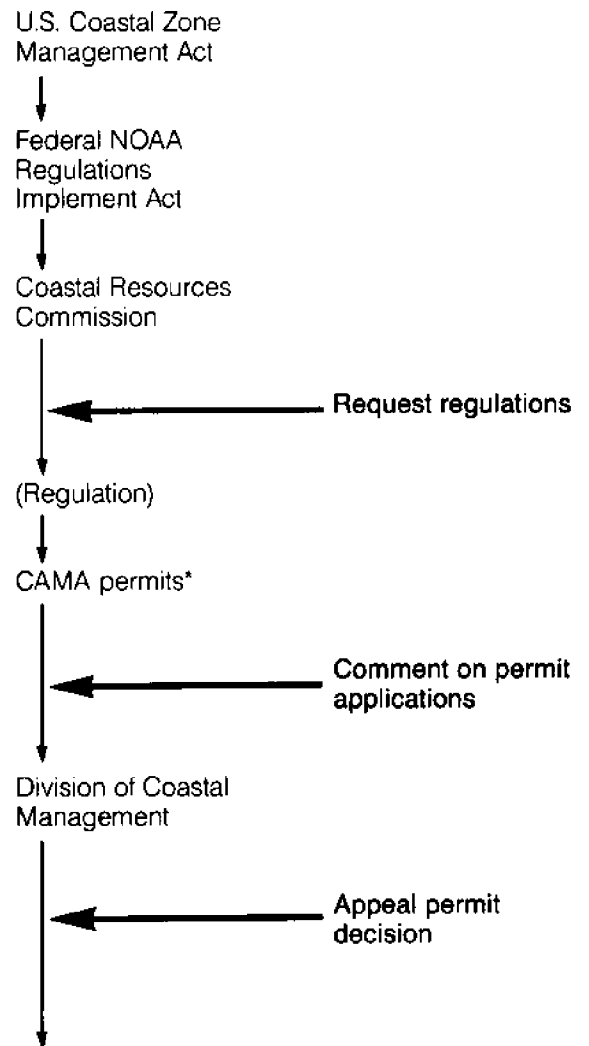 U.S. Coastal Zone
Management Act
Federal NOAA
Regulations
Implement Act
Coastal Resources
Commission
Request regulations
(Regulation)
CAMA permits*
Comment on permit
applications
Division of Coastal
Management
Appeal permit
decision